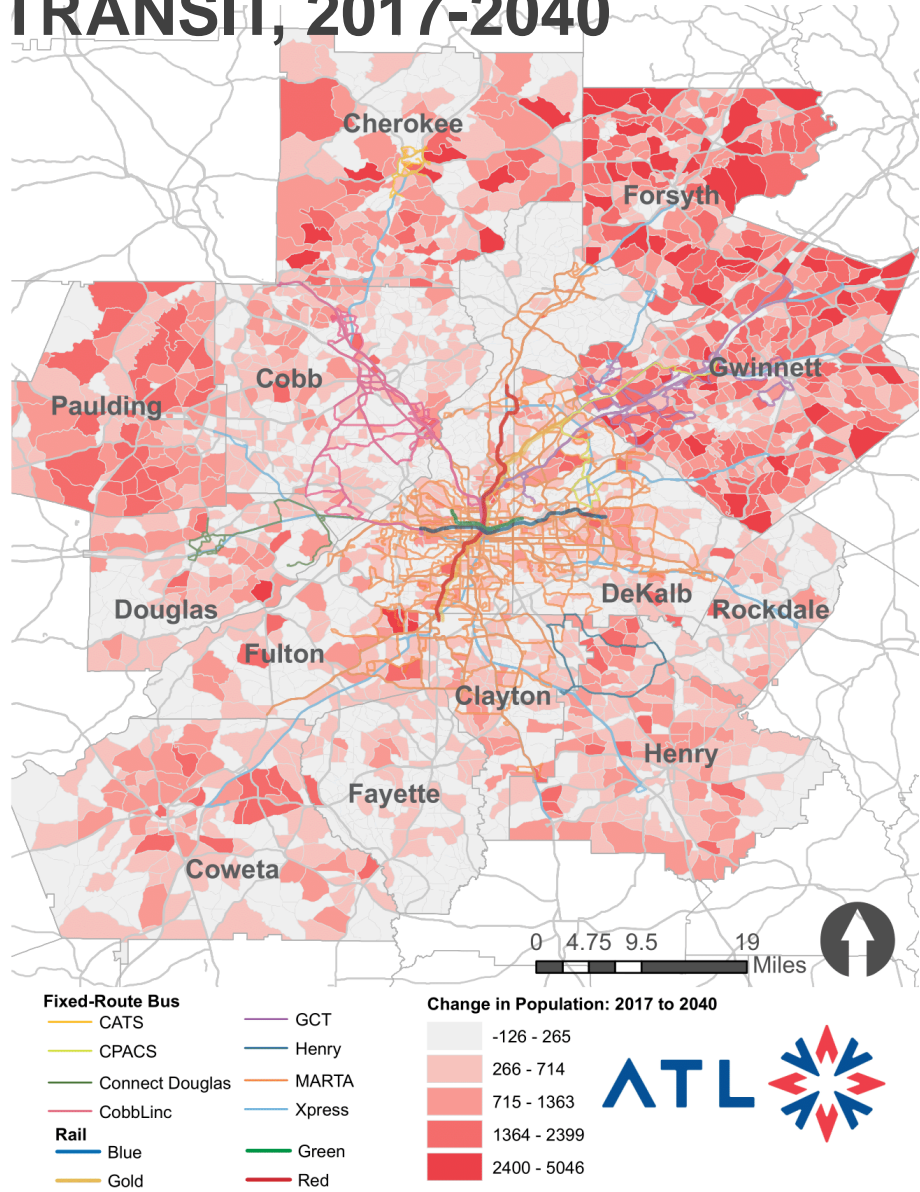 TRANSIT, 2017-2040
Cherokee
Forsyth
Gwinnett
Cobb
Paulding
DeKalb
Rockdale
Douglas
Fulton
Clayton
Henry
Fayette
Coweta
0 4.75 9.5 19
Miles
Fixed-Route Bus
CATS
CPACS
Connect Douglas
CobbLinc
GCT
Henry
MARTA
Xpress
Rail
Blue
Gold
Green
Red
Change in Population: 2017 to 2040
-126 - 265
266 - 714
715 - 1363
1364 - 2399
2400 - 5046
ATL